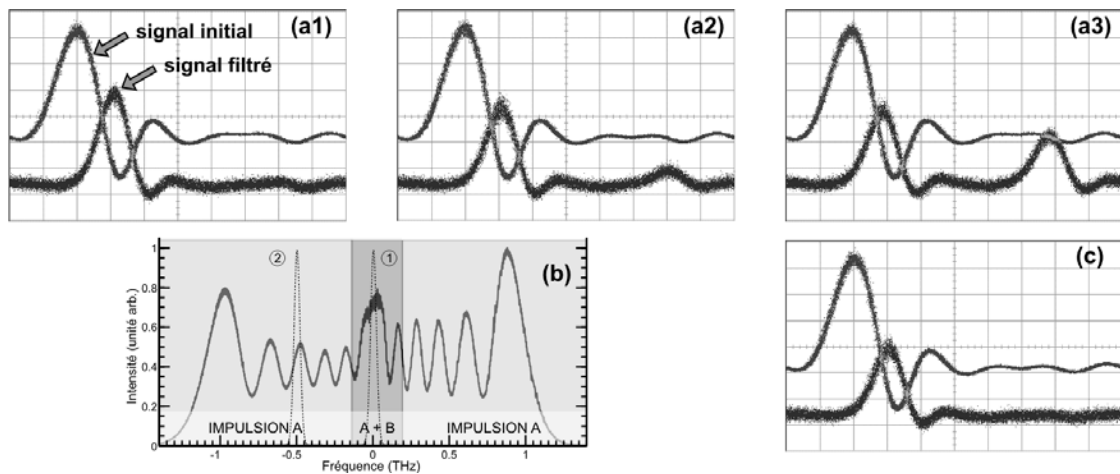 (a1)
signal initial
signal filtré
(a2)
(a3)
(b)
②
①
Intensité (unité arb.)
1
0.8
0.6
0.4
0.2
0
IMPULSION A
A + B
IMPULSION A
-1
-0.5
0
0.5
1
Fréquence (THz)
(c)